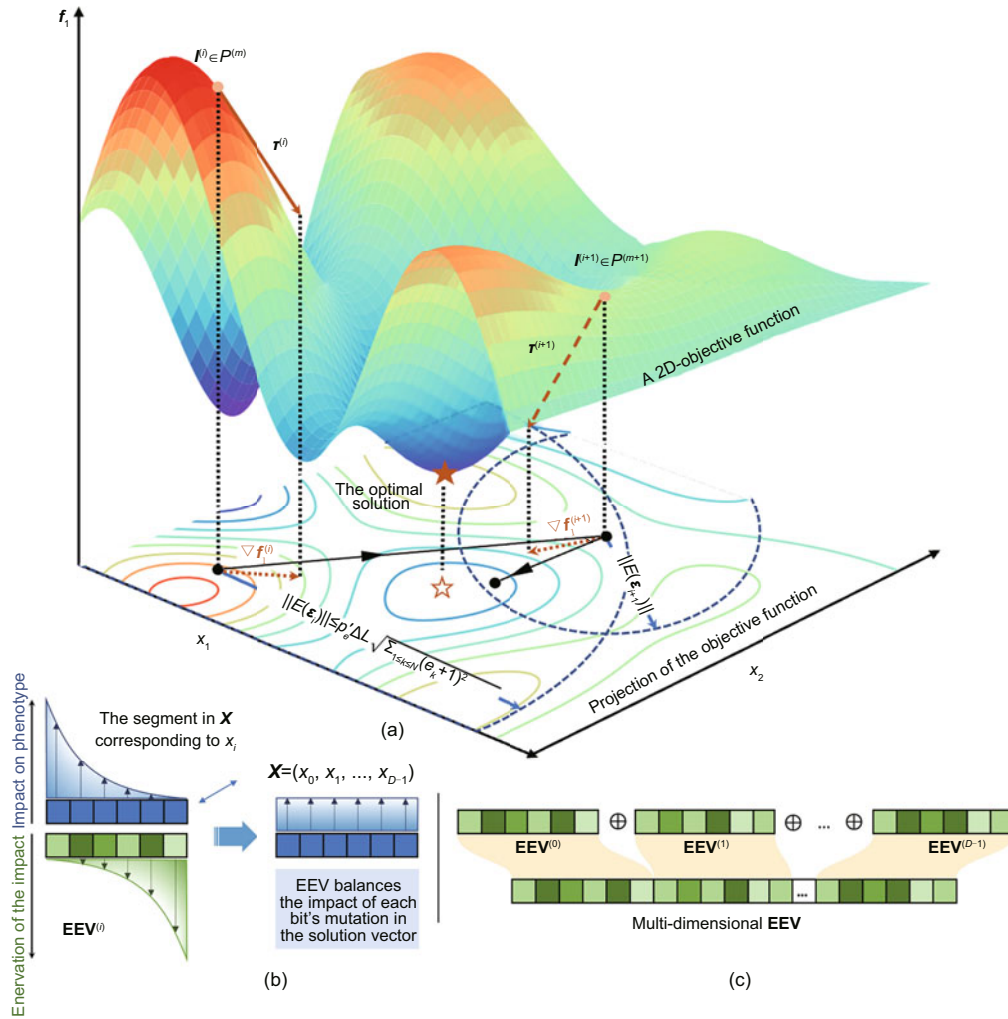 f₁
I⁽ⁱ⁾∈P⁽ᵐ⁾
τ⁽ⁱ⁾
I⁽ⁱ⁺¹⁾∈P⁽ᵐ⁺¹⁾
τ⁽ⁱ⁺¹⁾
A 2D-objective function
The optimal
solution
▽f⊥⁽ⁱ⁾
▽f⊥⁽ⁱ⁺¹⁾
||E(εᵢ)||≤p'ₑΔL√Σ₁≤k≤N(eₖ+1)²
||E(εᵢ₊₁)||
x₁
x₂
Projection of the objective function
(a)
Enervation of the impact
Impact on phenotype
The segment in X
corresponding to xᵢ
EEV⁽ⁱ⁾
X=(x₀, x₁, ..., x_{D−1})
EEV balances
the impact of each
bit's mutation in
the solution vector
(b)
⊕ ⊕ ... ⊕
EEV⁽⁰⁾ EEV⁽¹⁾ EEV⁽ᴰ⁻¹⁾
...
Multi-dimensional EEV
(c)